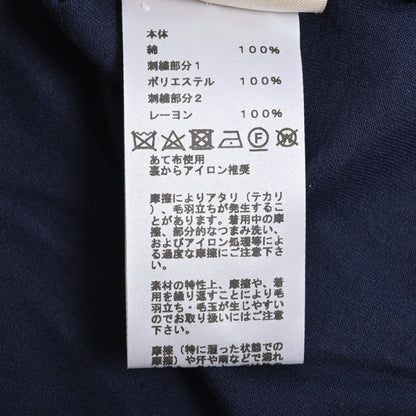 本体
綿 100%
刺繍部分1
ポリエステル 100%
刺繍部分2
レーヨン 100%
あて布使用
裏からアイロン推奨
摩擦によりアタリ（テカリ
）、毛羽立ちが発生するこ
とがあります。着用中の摩
擦、部分的なつまみ洗い、
およびアイロン処理等によ
る過度な摩擦にご注意下さ
い。
素材の特性上、摩擦や、着
用を繰り返すことにより毛
羽立ち・毛玉が生じやすい
のでお取り扱いにはご注意
下さい。
摩擦（特に湿った状態での
摩擦）や汗や雨などで濡れ